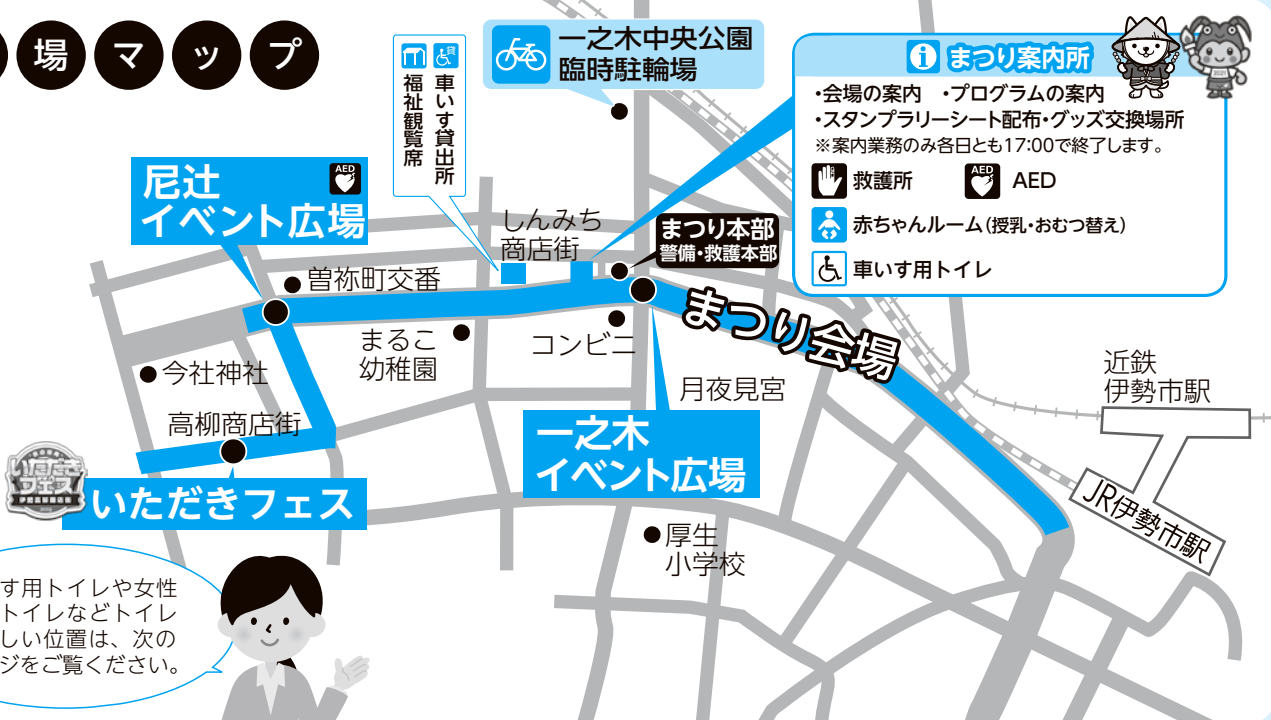 場マップ
一之木中央公園
臨時駐輪場
車いす貸出所
福祉観覧席
まつり案内所
・会場の案内 ・プログラムの案内
・スタンプラリーシート配布・グッズ交換場所
※案内業務のみ各日とも17:00で終了します。
救護所
AED
AED
赤ちゃんルーム(授乳・おむつ替え)
車いす用トイレ
尼辻
イベント広場
AED
しんみち
商店街
まつり本部
警備・救護本部
曽祢町交番
まつり会場
まるこ
幼稚園
コンビニ
今社神社
月夜見宮
近鉄
伊勢市駅
高柳商店街
一之木
イベント広場
いただき
フェス
いただきフェス
JR伊勢市駅
厚生
小学校
す用トイレや女性
トイレなどトイレ
しい位置は、次の
ジをご覧ください。